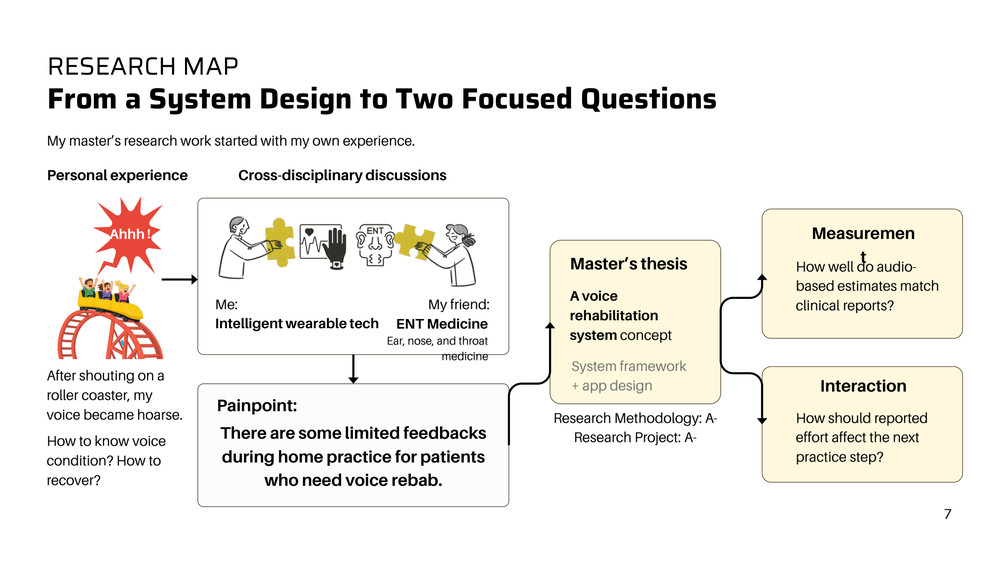 RESEARCH MAP
From a System Design to Two Focused Questions
My master's research work started with my own experience.
Personal experience
Ahhh !
After shouting on a
roller coaster, my
voice became hoarse.
How to know voice
condition? How to
recover?
Cross-disciplinary discussions
ENT
Me:
Intelligent wearable tech
My friend:
ENT Medicine
Ear, nose, and throat
medicine
Painpoint:
There are some limited feedbacks
during home practice for patients
who need voice rebab.
Master's thesis
A voice
rehabilitation
system concept
System framework
+ app design
Research Methodology: A-
Research Project: A-
Measuremen
t
How well do audio-
based estimates match
clinical reports?
Interaction
How should reported
effort affect the next
practice step?
7